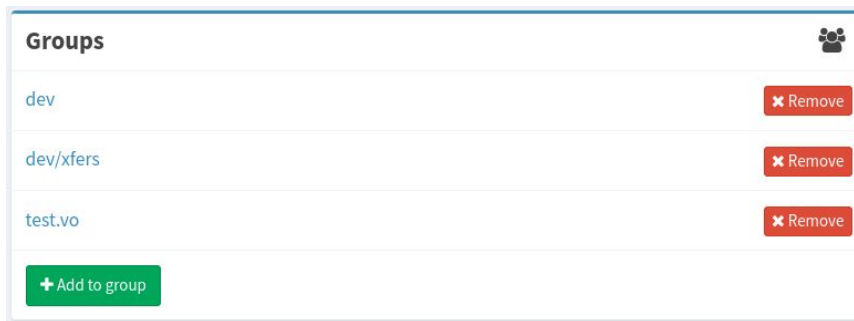 Groups
dev
Remove
dev/xfers
Remove
test.vo
Remove
Add to group